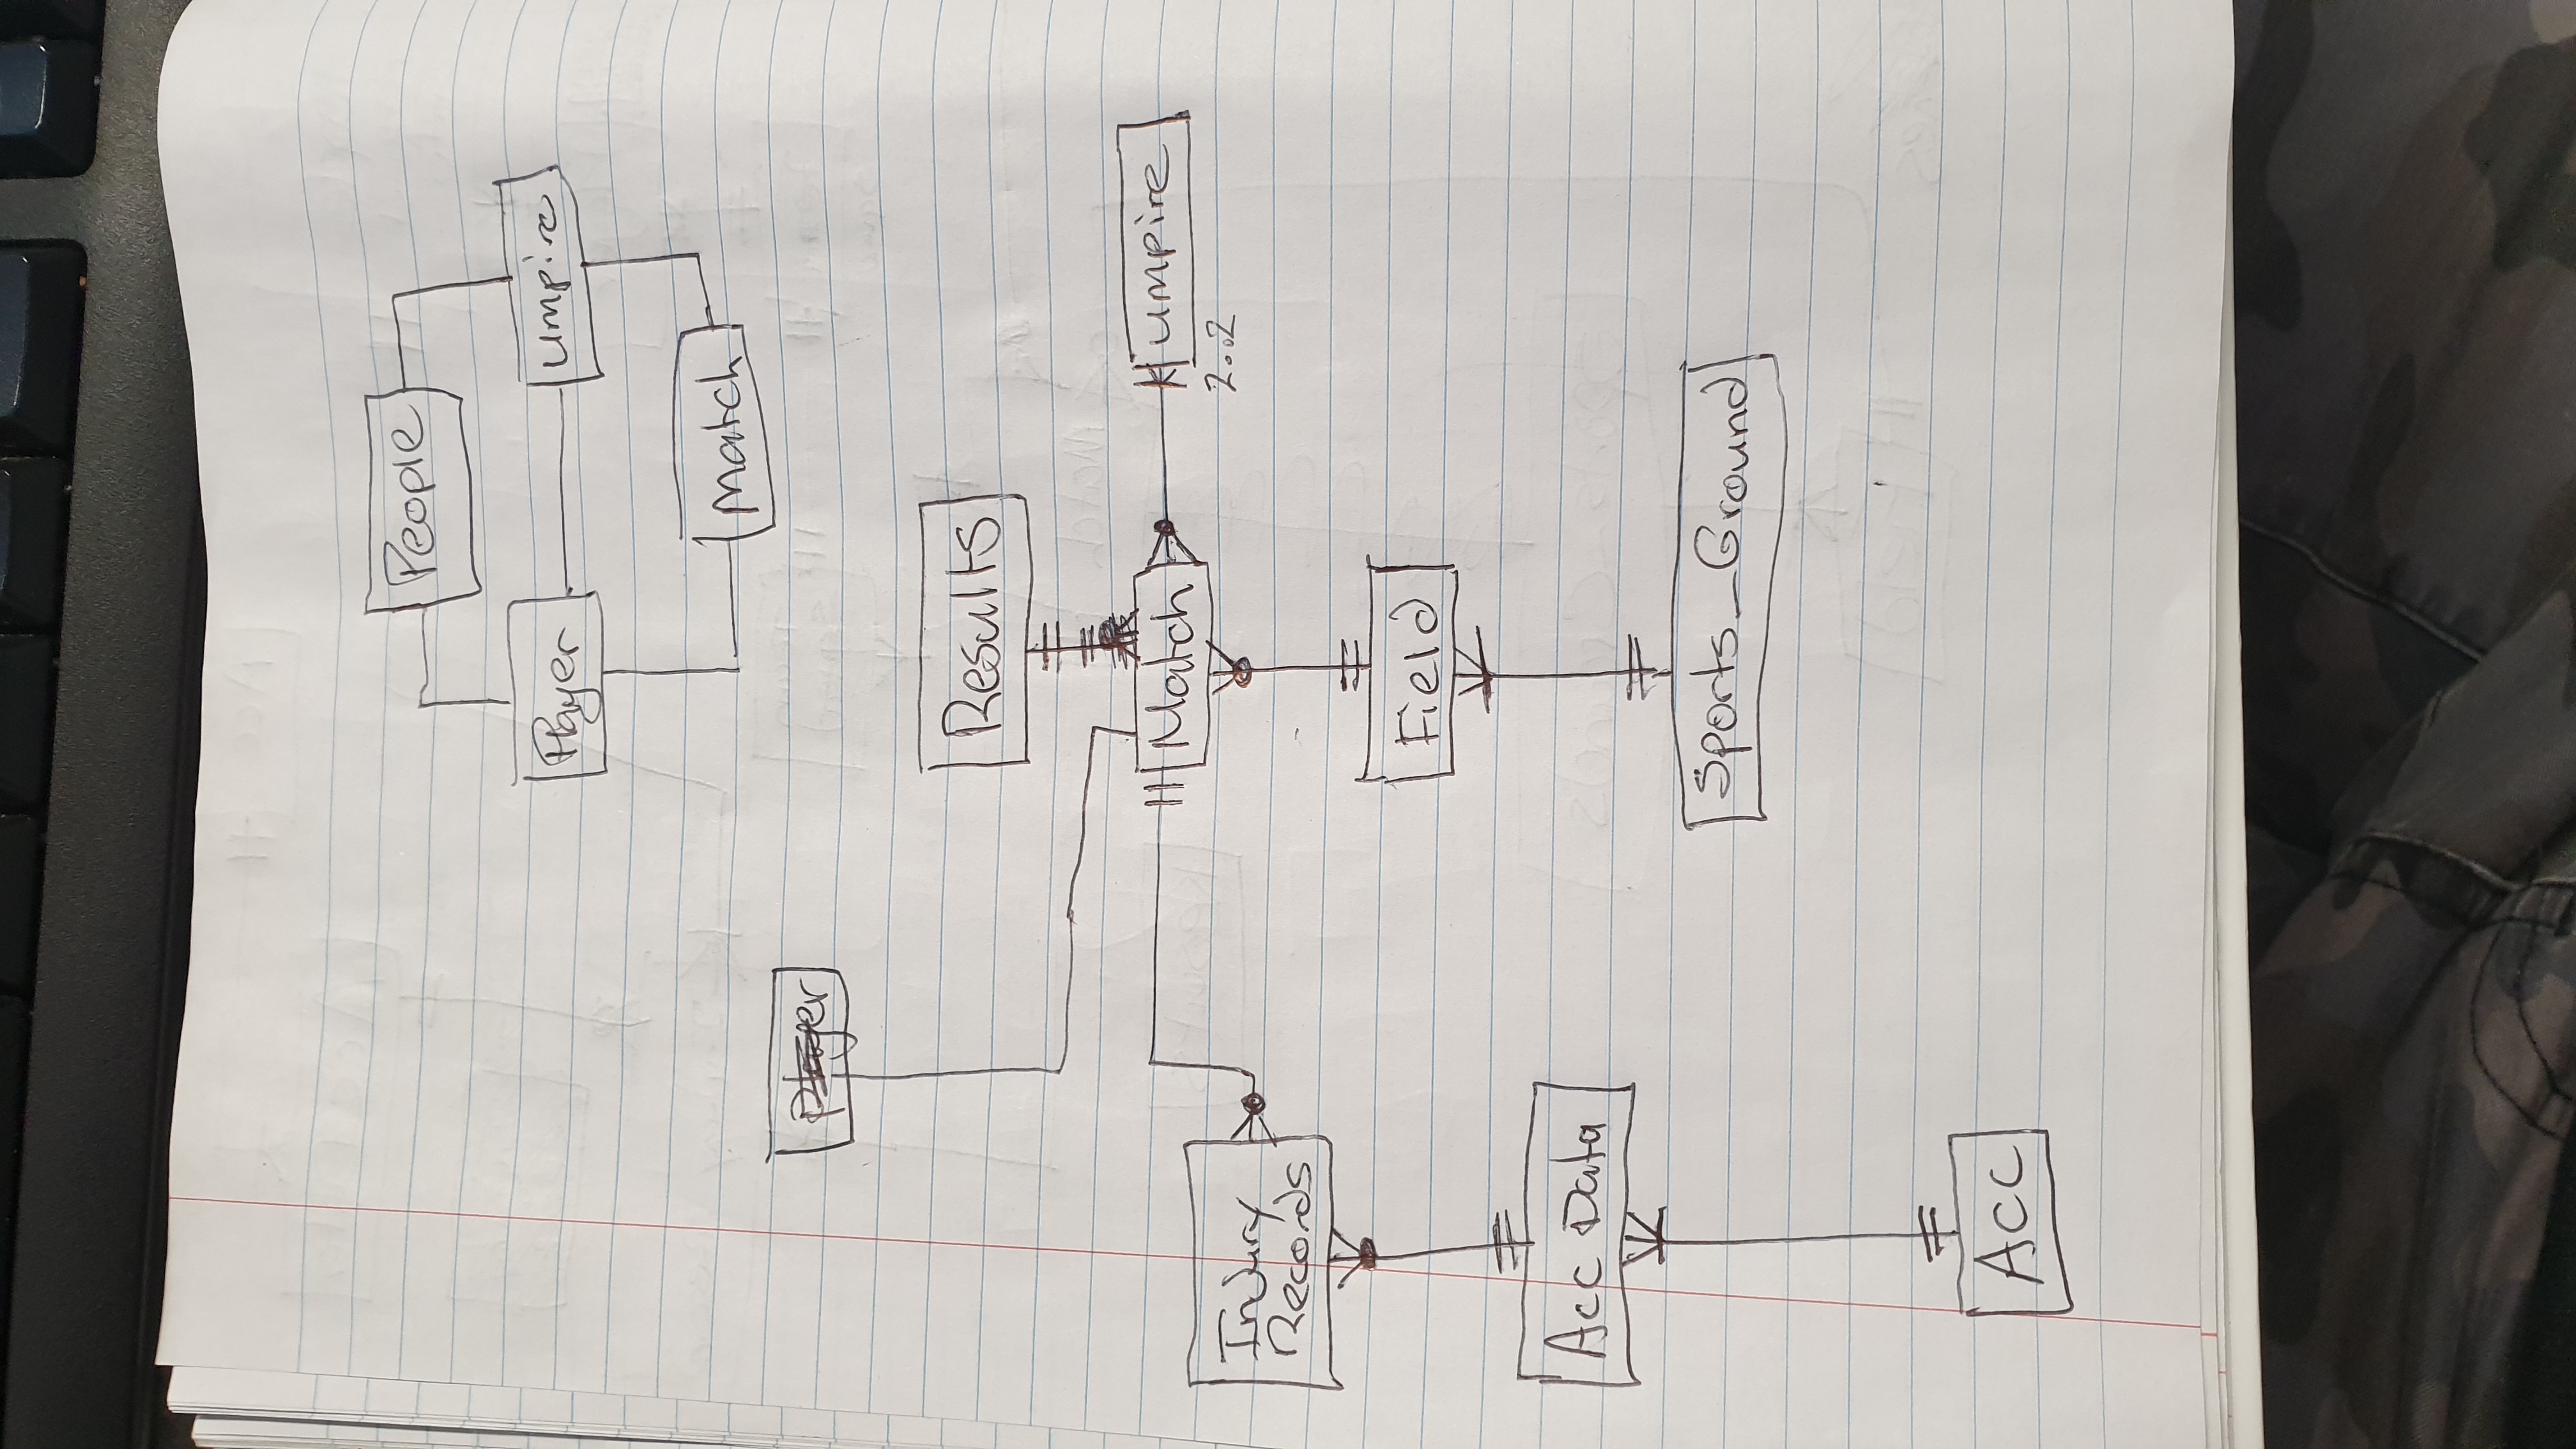 People
Player
umpire
Match
Player
Results
Match
umpire
2..2
Injury
Records
Field
Acc Data
Sports_Ground
Acc